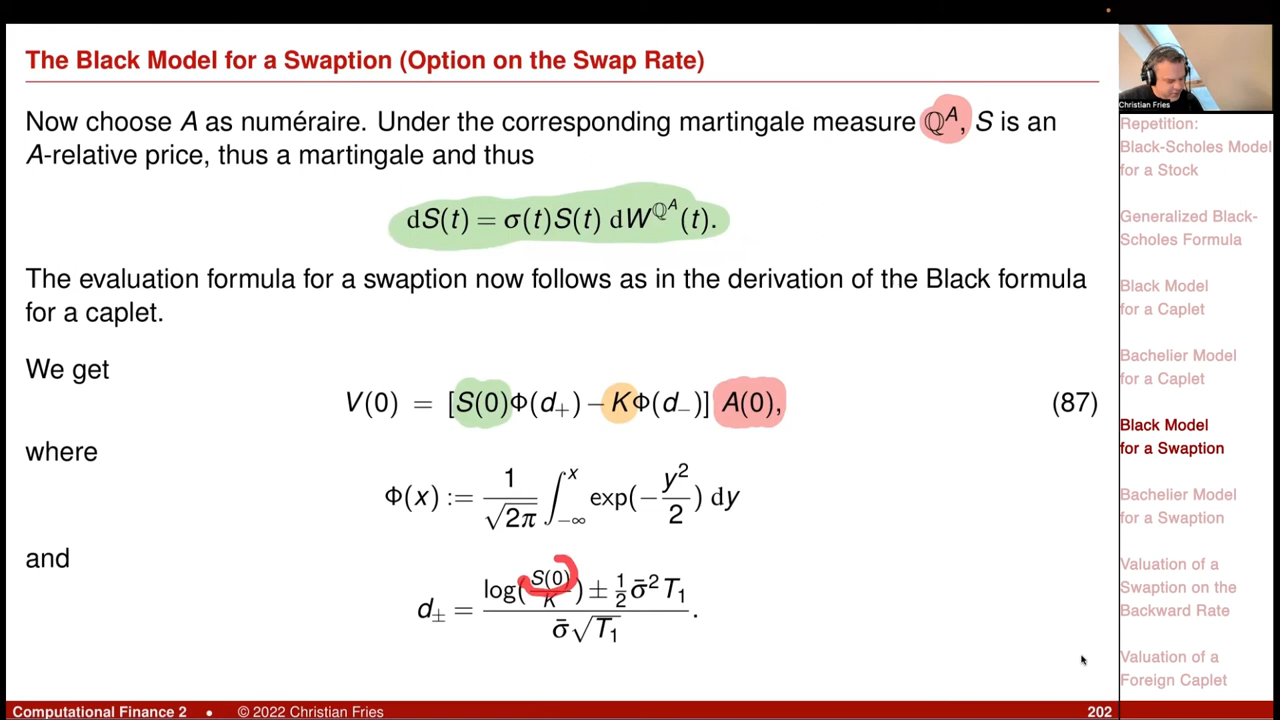 The Black Model for a Swaption (Option on the Swap Rate)
Now choose A as numéraire. Under the corresponding martingale measure ℚ^A, S is an
A-relative price, thus a martingale and thus
dS(t) = σ(t)S(t) dW^{ℚ^A}(t).
The evaluation formula for a swaption now follows as in the derivation of the Black formula
for a caplet.
We get
V(0) = [S(0)Φ(d₊) − KΦ(d₋)] A(0), (87)
where
Φ(x) := 1/√(2π) ∫_{−∞}^{x} exp(−y²/2) dy
and
d± = (log(S(0)/K) ± ½ σ̄² T₁) / (σ̄√T₁).
Computational Finance 2 • © 2022 Christian Fries 202
Christian Fries
Repetition:
Black-Scholes Model
for a Stock
Generalized Black-
Scholes Formula
Black Model
for a Caplet
Bachelier Model
for a Caplet
Black Model
for a Swaption
Bachelier Model
for a Swaption
Valuation of a
Swaption on the
Backward Rate
Valuation of a
Foreign Caplet